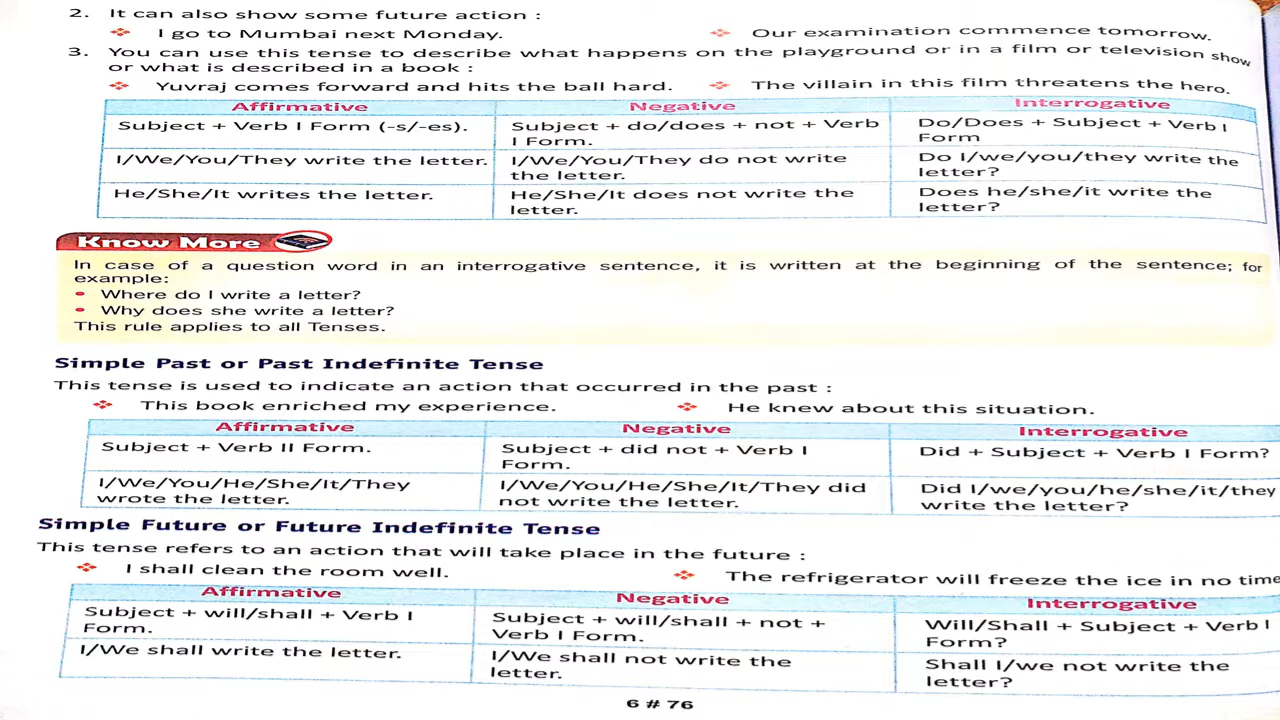 2. It can also show some future action :
❖ I go to Mumbai next Monday. ❖ Our examination commence tomorrow.
3. You can use this tense to describe what happens on the playground or in a film or television show
or what is described in a book :
❖ Yuvraj comes forward and hits the ball hard. ❖ The villain in this film threatens the hero.
Affirmative Negative Interrogative
Subject + Verb I Form (-s/-es).
Subject + do/does + not + Verb
I Form.
Do/Does + Subject + Verb I
Form
I/We/You/They write the letter.
I/We/You/They do not write
the letter.
Do I/we/you/they write the
letter?
He/She/It writes the letter.
He/She/It does not write the
letter.
Does he/she/it write the
letter?
Know More
In case of a question word in an interrogative sentence, it is written at the beginning of the sentence; for
example:
• Where do I write a letter?
• Why does she write a letter?
This rule applies to all Tenses.
Simple Past or Past Indefinite Tense
This tense is used to indicate an action that occurred in the past :
❖ This book enriched my experience. ❖ He knew about this situation.
Affirmative Negative Interrogative
Subject + Verb II Form.
Subject + did not + Verb I
Form.
Did + Subject + Verb I Form?
I/We/You/He/She/It/They
wrote the letter.
I/We/You/He/She/It/They did
not write the letter.
Did I/we/you/he/she/it/they
write the letter?
Simple Future or Future Indefinite Tense
This tense refers to an action that will take place in the future :
❖ I shall clean the room well. ❖ The refrigerator will freeze the ice in no time
Affirmative Negative Interrogative
Subject + will/shall + Verb I
Form.
Subject + will/shall + not +
Verb I Form.
Will/Shall + Subject + Verb I
Form?
I/We shall write the letter.
I/We shall not write the
letter.
Shall I/we not write the
letter?
6 # 76